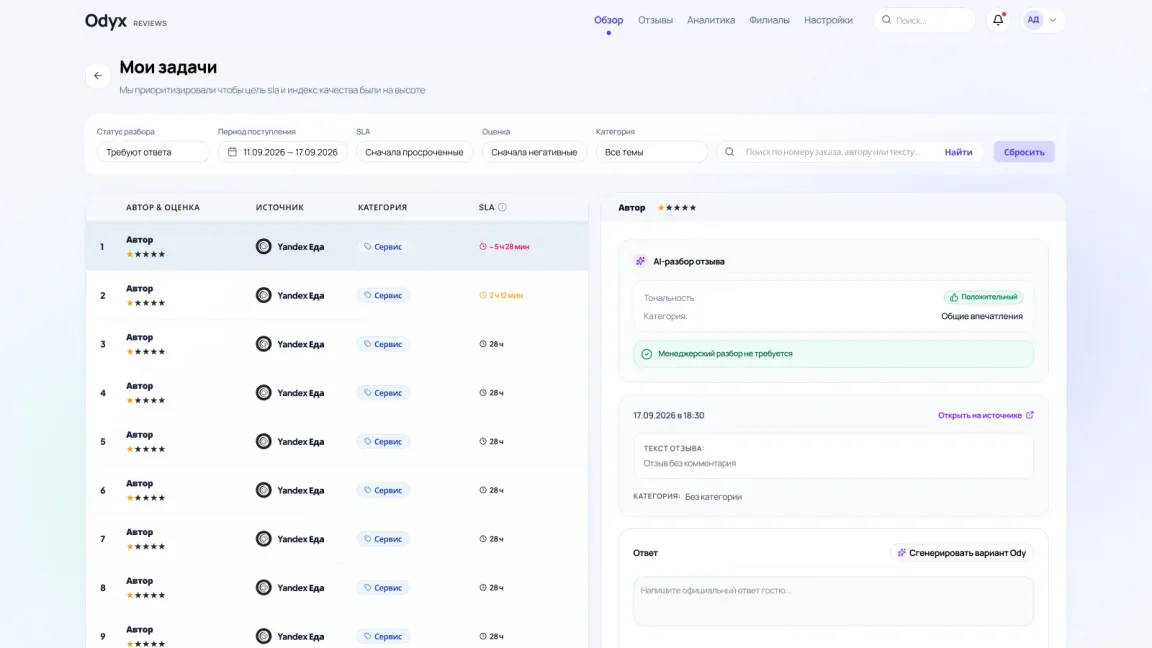 Odyx REVIEWS
Обзор Отзывы Аналитика Филиалы Настройки Поиск... АД
Мои задачи
Мы приоритизировали чтобы цель sla и индекс качества были на высоте
Статус разбора Период поступления SLA Оценка Категория
Требуют ответа 11.09.2026 — 17.09.2026 Сначала просроченные Сначала негативные Все темы Поиск по номеру заказа, автору или тексту... Найти Сбросить
АВТОР & ОЦЕНКА ИСТОЧНИК КАТЕГОРИЯ SLA
1 Автор Yandex Еда Сервис -5 ч 28 мин
2 Автор Yandex Еда Сервис 2 ч 12 мин
3 Автор Yandex Еда Сервис 28 ч
4 Автор Yandex Еда Сервис 28 ч
5 Автор Yandex Еда Сервис 28 ч
6 Автор Yandex Еда Сервис 28 ч
7 Автор Yandex Еда Сервис 28 ч
8 Автор Yandex Еда Сервис 28 ч
9 Автор Yandex Еда Сервис 28 ч
Автор
AI-разбор отзыва
Тональность: Положительный
Категория: Общие впечатления
Менеджерский разбор не требуется
17.09.2026 в 18:30 Открыть на источнике
ТЕКСТ ОТЗЫВА:
Отзыв без комментария
КАТЕГОРИЯ: Без категории
Ответ Сгенерировать вариант Ody
Напишите официальный ответ гостю...